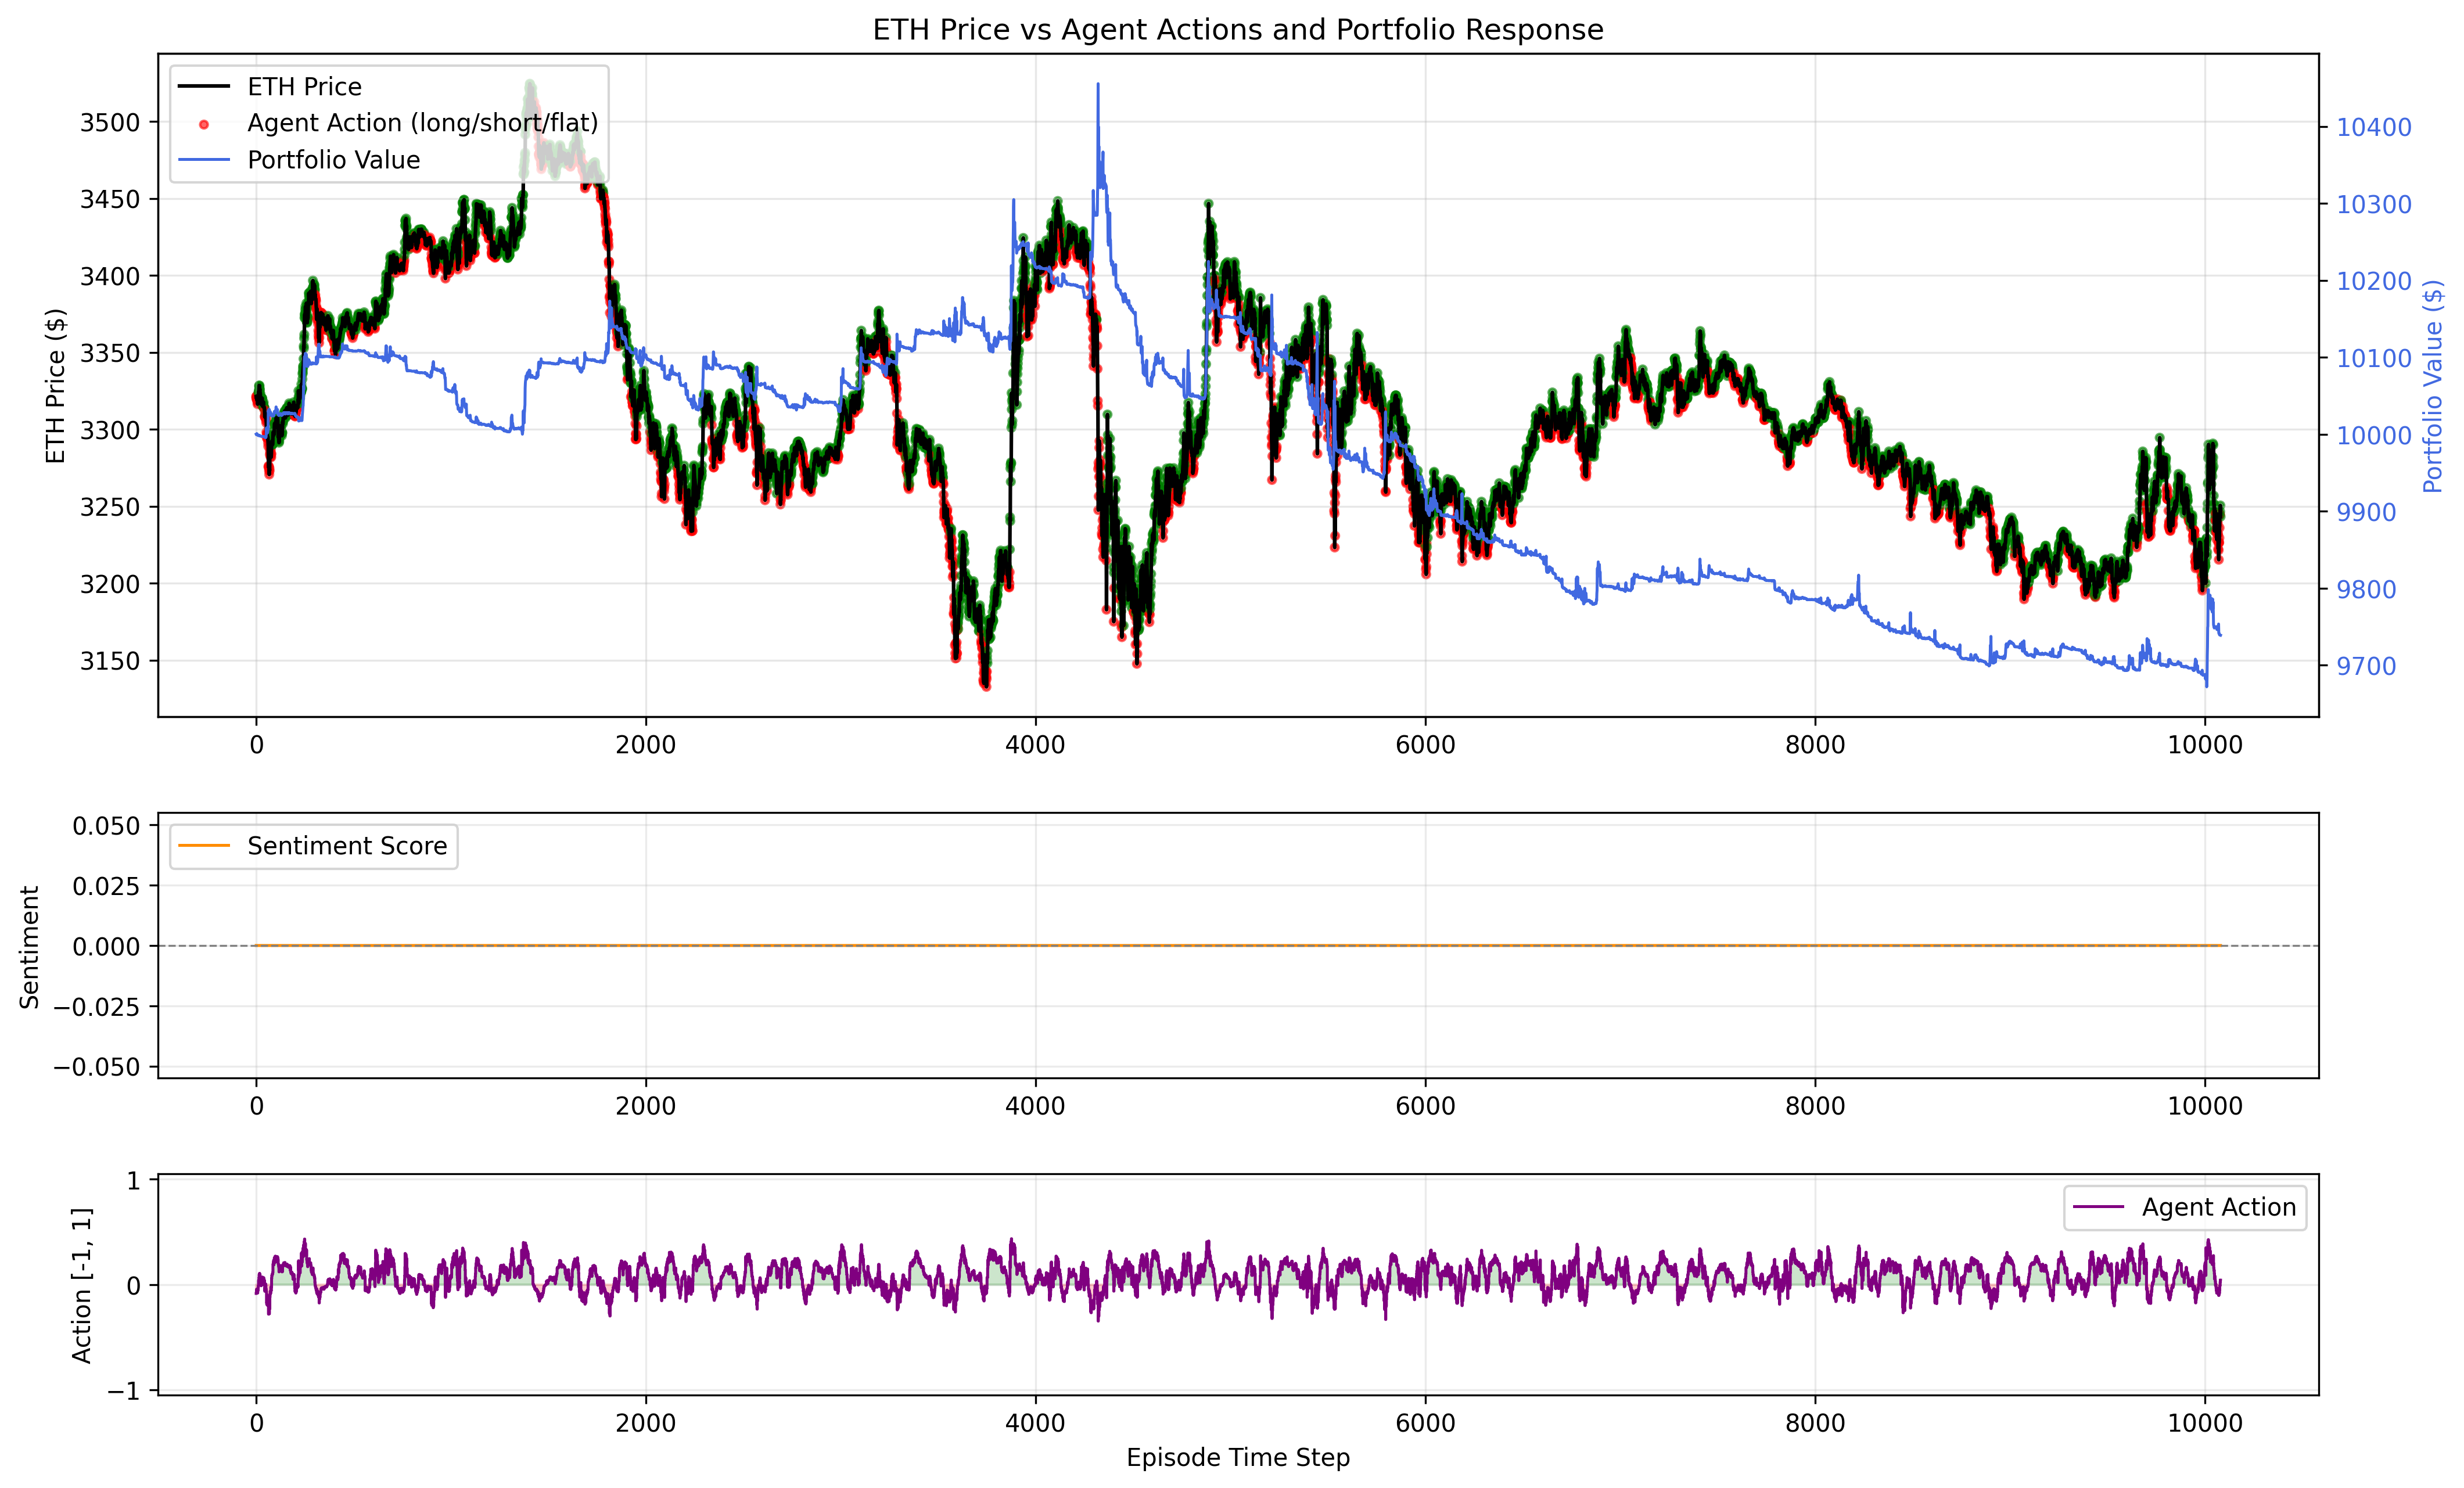 ETH Price vs Agent Actions and Portfolio Response
ETH Price
Agent Action (long/short/flat)
Portfolio Value
ETH Price ($)
3500
3450
3400
3350
3300
3250
3200
3150
Portfolio Value ($)
10400
10300
10200
10100
10000
9900
9800
9700
0 2000 4000 6000 8000 10000
Sentiment Score
Sentiment
0.050
0.025
0.000
−0.025
−0.050
0 2000 4000 6000 8000 10000
Agent Action
Action [-1, 1]
1
0
−1
0 2000 4000 6000 8000 10000
Episode Time Step